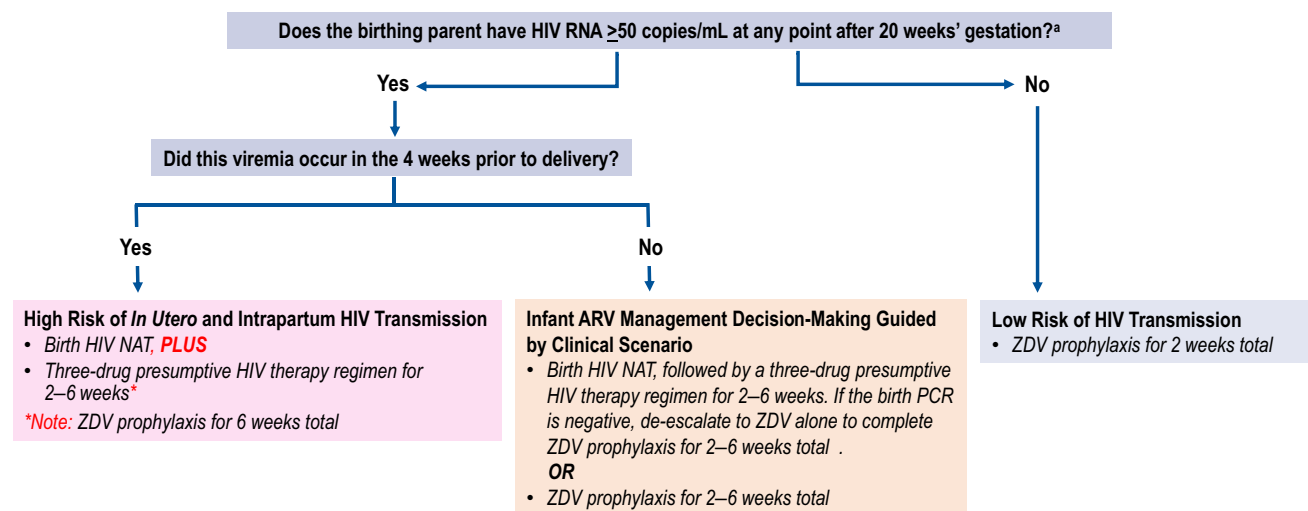 Does the birthing parent have HIV RNA ≥50 copies/mL at any point after 20 weeks' gestation?ᵃ
Yes
No
Did this viremia occur in the 4 weeks prior to delivery?
Yes
No
High Risk of In Utero and Intrapartum HIV Transmission
• Birth HIV NAT, PLUS
• Three-drug presumptive HIV therapy regimen for
2–6 weeks*
*Note: ZDV prophylaxis for 6 weeks total
Infant ARV Management Decision-Making Guided
by Clinical Scenario
• Birth HIV NAT, followed by a three-drug presumptive
HIV therapy regimen for 2–6 weeks. If the birth PCR
is negative, de-escalate to ZDV alone to complete
ZDV prophylaxis for 2–6 weeks total .
OR
• ZDV prophylaxis for 2–6 weeks total
Low Risk of HIV Transmission
• ZDV prophylaxis for 2 weeks total